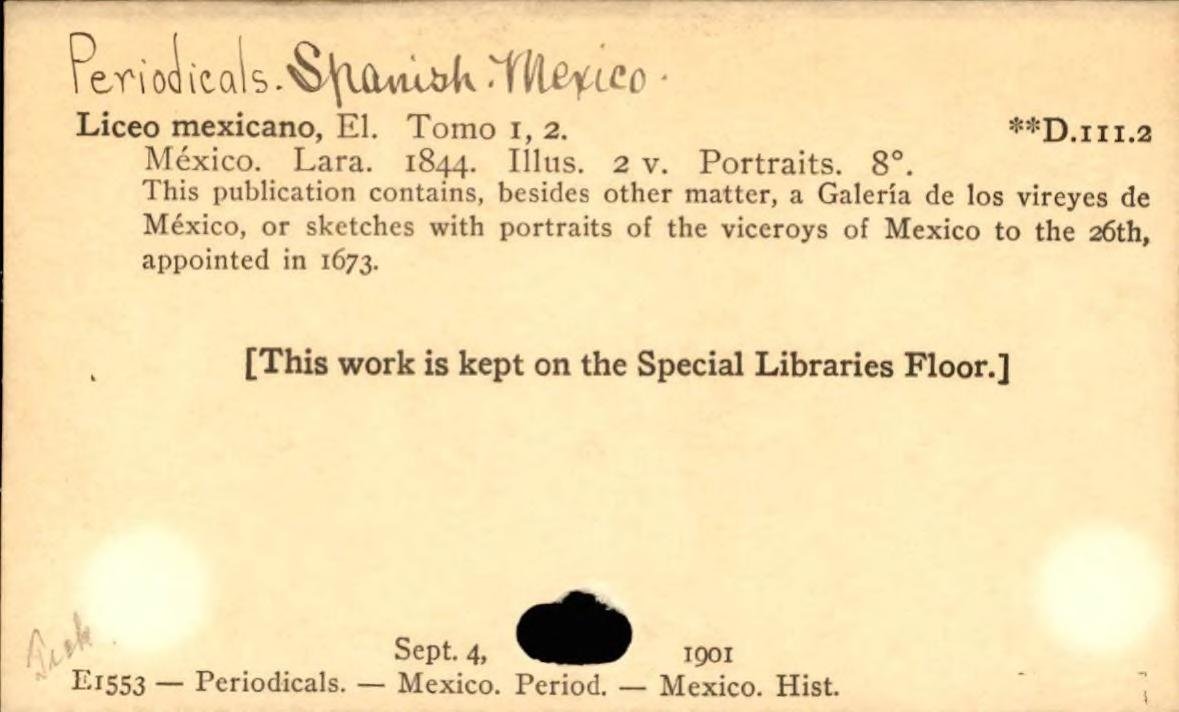 Periodicals. Spanish. Mexico.
Liceo mexicano, El. Tomo 1, 2. **D.111.2
México. Lara. 1844. Illus. 2 v. Portraits. 8°.
This publication contains, besides other matter, a Galería de los vireyes de
México, or sketches with portraits of the viceroys of Mexico to the 26th,
appointed in 1673.
[This work is kept on the Special Libraries Floor.]
Sept. 4, 1901
E1553 — Periodicals. — Mexico. Period. — Mexico. Hist.